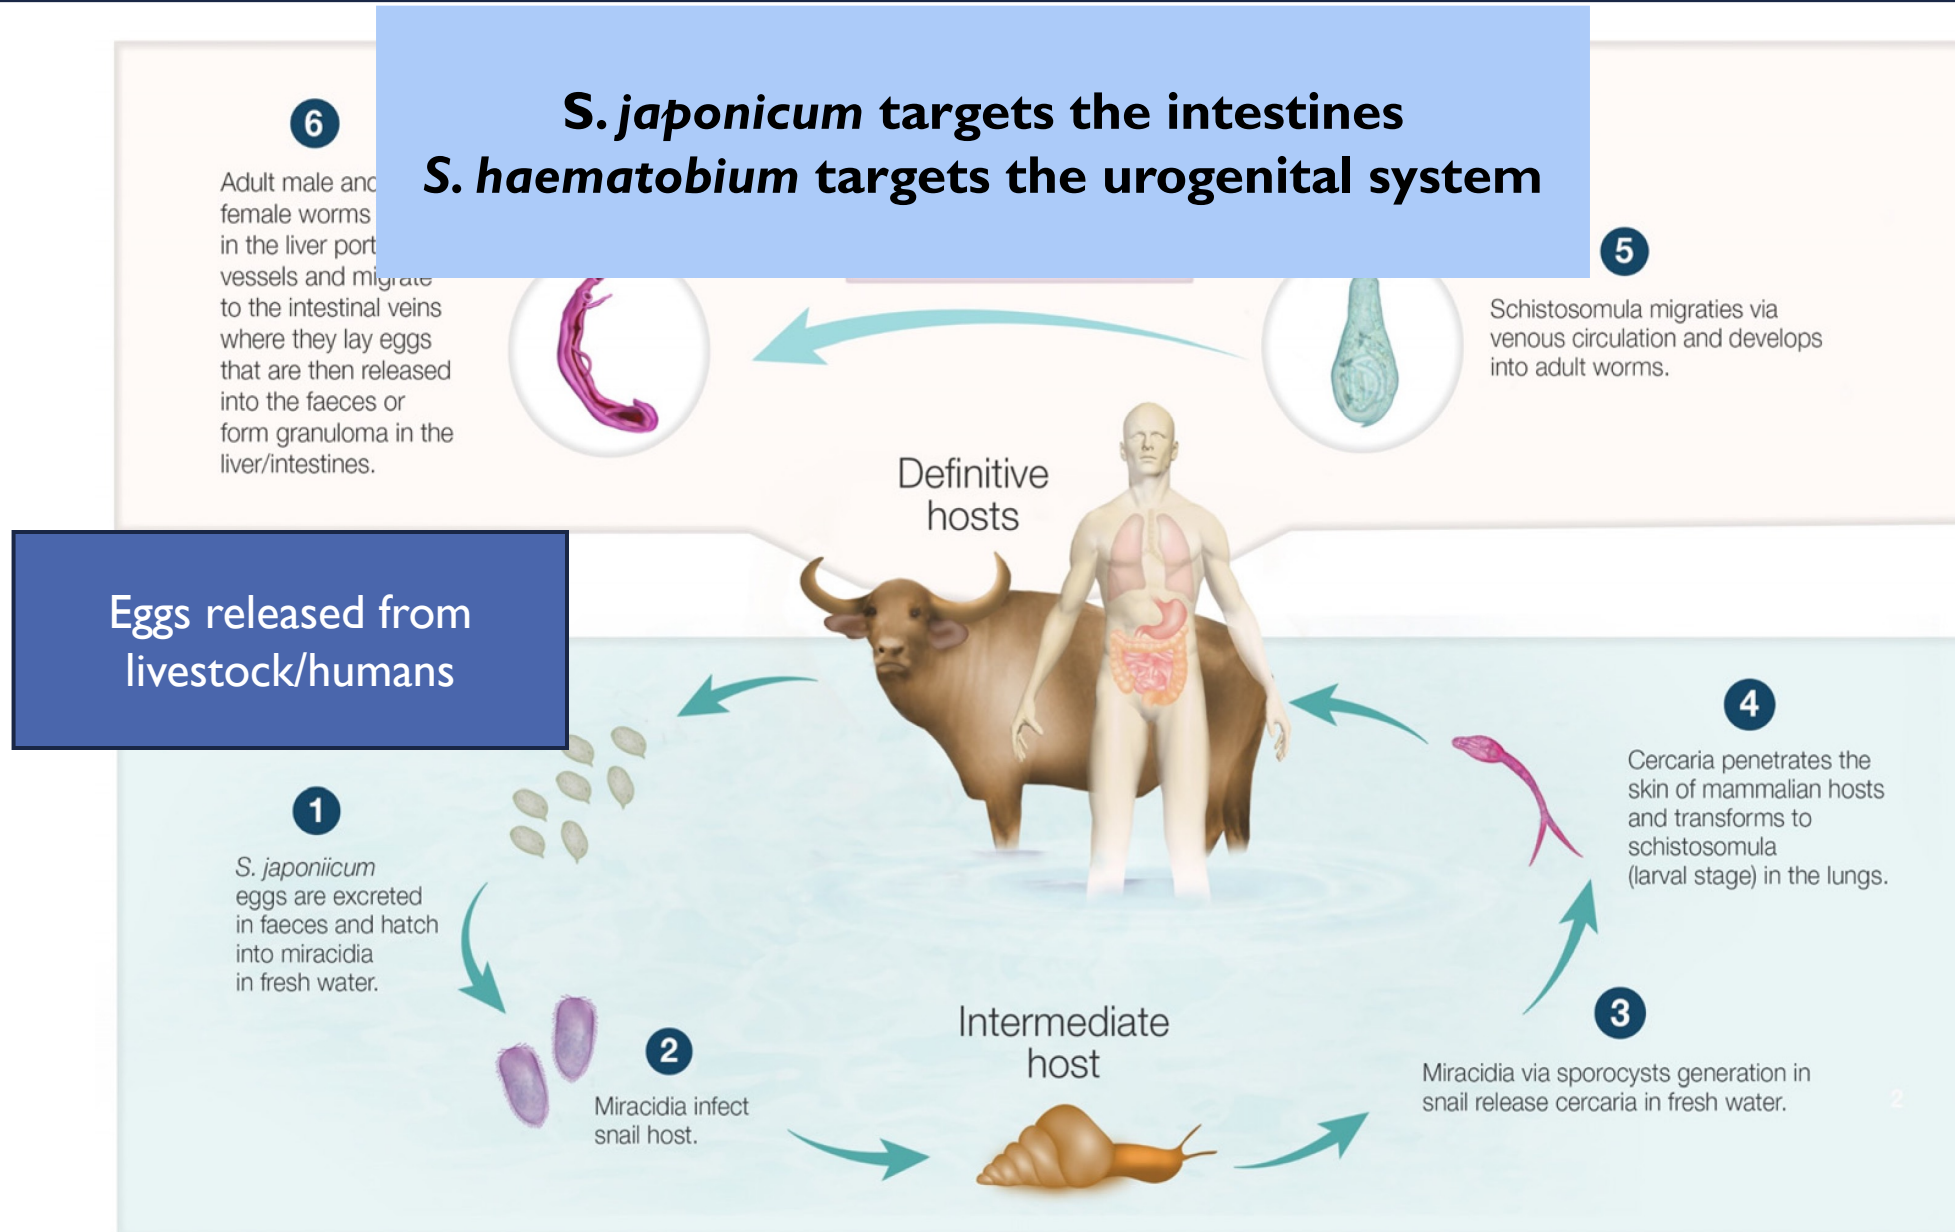 S. japonicum targets the intestines
S. haematobium targets the urogenital system
6
Adult male and
female worms
in the liver port
vessels and migrate
to the intestinal veins
where they lay eggs
that are then released
into the faeces or
form granuloma in the
liver/intestines.
5
Schistosomula migraties via
venous circulation and develops
into adult worms.
Definitive
hosts
Eggs released from
livestock/humans
4
Cercaria penetrates the
skin of mammalian hosts
and transforms to
schistosomula
(larval stage) in the lungs.
1
S. japoniicum
eggs are excreted
in faeces and hatch
into miracidia
in fresh water.
2
Miracidia infect
snail host.
Intermediate
host
3
Miracidia via sporocysts generation in
snail release cercaria in fresh water.
2